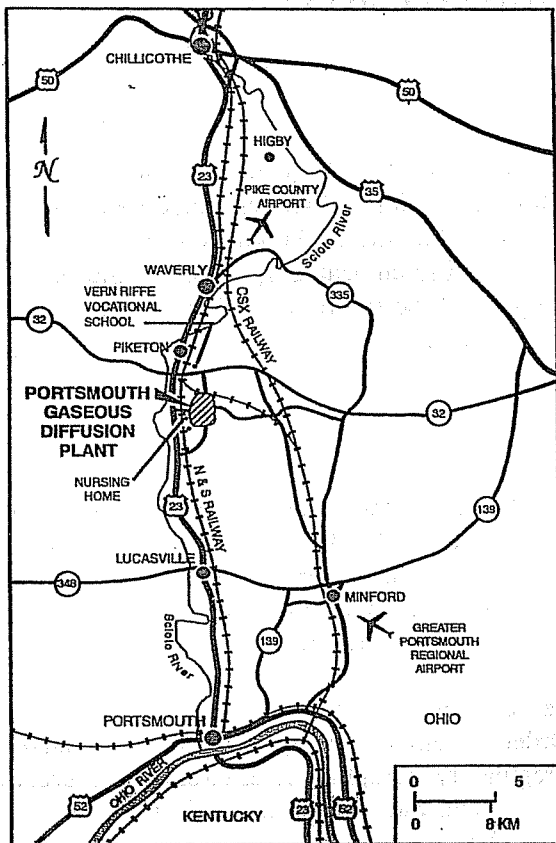 CHILLICOTHE
50
50
N
HIGBY
23
PIKE COUNTY
AIRPORT
35
Scioto River
WAVERLY
335
VERN RIFFE
VOCATIONAL
SCHOOL
CSX RAILWAY
32
PIKETON
PORTSMOUTH
GASEOUS
DIFFUSION
PLANT
32
NURSING
HOME
N & S RAILWAY
23
139
LUCASVILLE
348
MINFORD
139
GREATER
PORTSMOUTH
REGIONAL
AIRPORT
Scioto River
PORTSMOUTH
OHIO
OHIO RIVER
52
KENTUCKY
23
52
0 5
0 8 KM